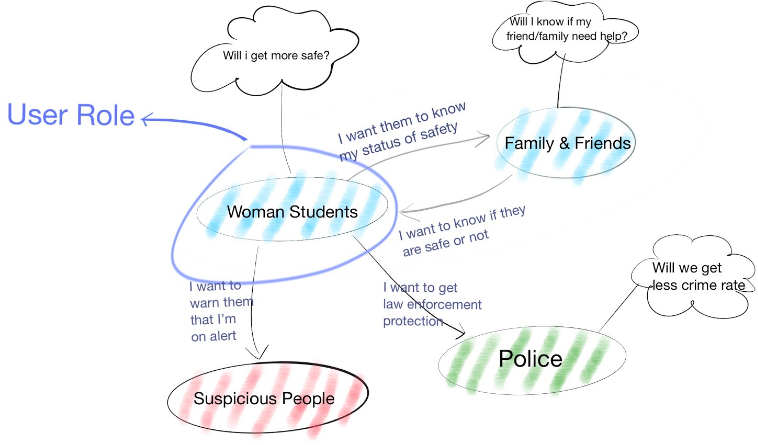 Will I know if my
friend/family need help?
Will i get more safe?
User Role
I want them to know
my status of safety
Family & Friends
Woman Students
I want to know if they
are safe or not
Will we get
less crime rate
I want to
warn them
that I'm
on alert
I want to get
law enforcement
protection
Police
Suspicious People